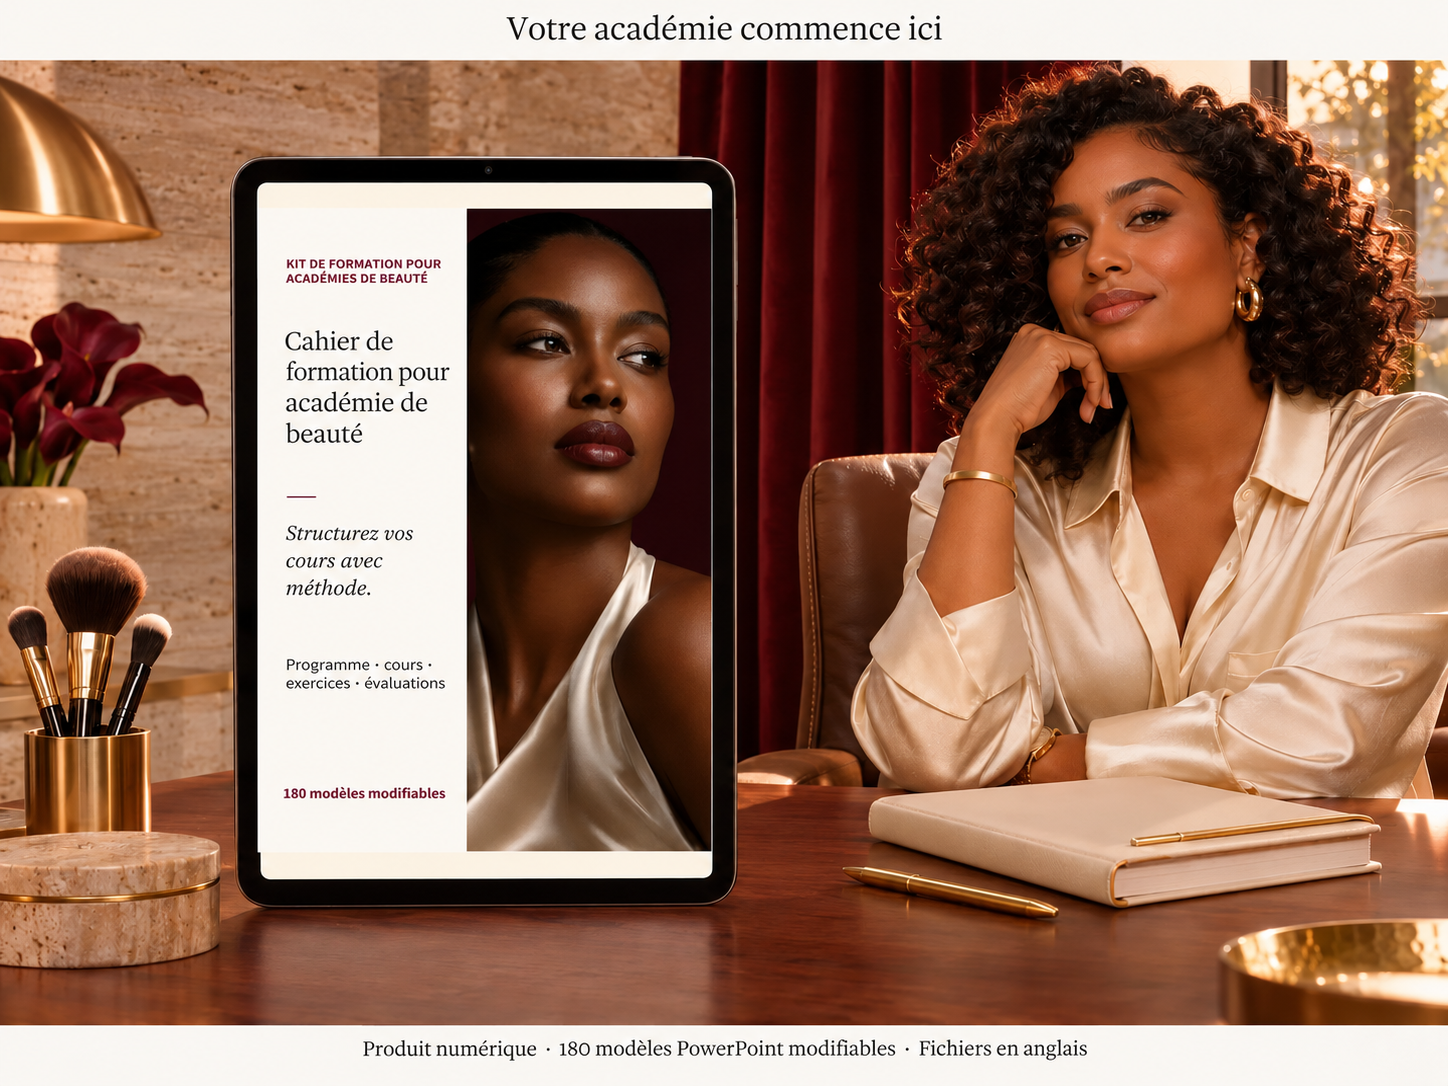 Votre académie commence ici
KIT DE FORMATION POUR
ACADÉMIES DE BEAUTÉ
Cahier de
formation pour
académie de
beauté
Structurez vos
cours avec
méthode.
Programme · cours ·
exercices · évaluations
180 modèles modifiables
Produit numérique · 180 modèles PowerPoint modifiables · Fichiers en anglais